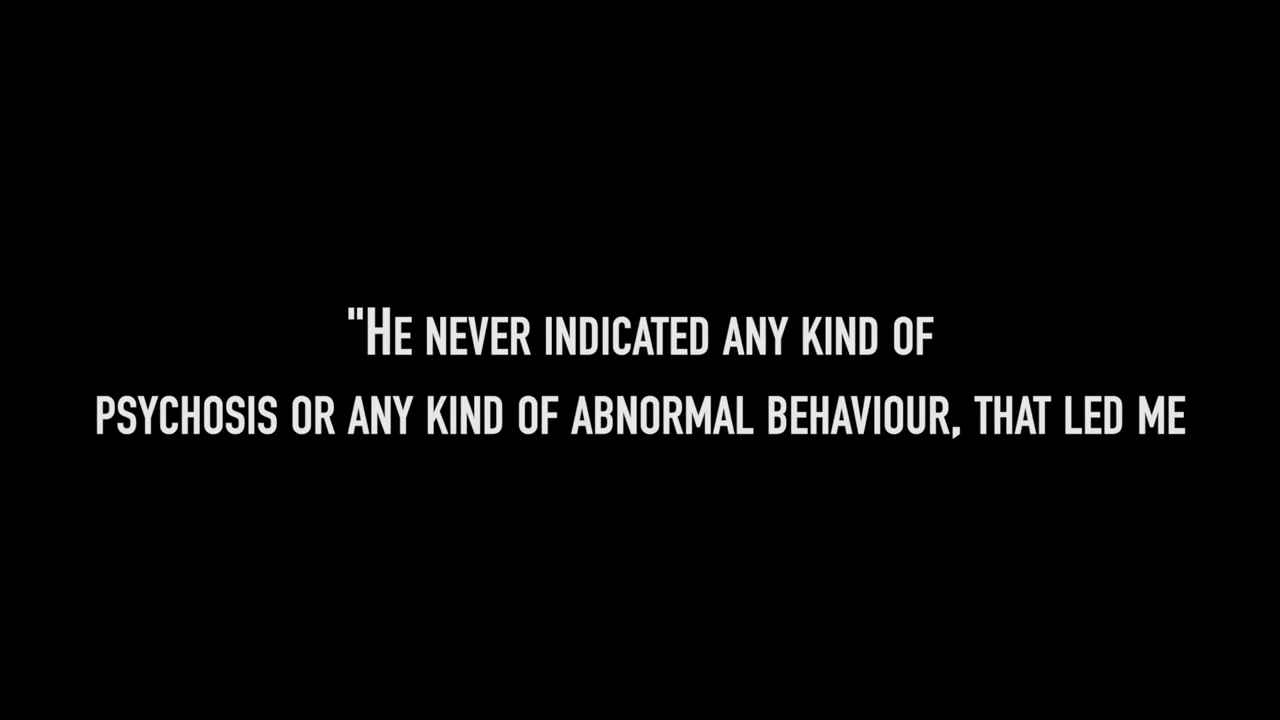 "He never indicated any kind of
psychosis or any kind of abnormal behaviour, that led me